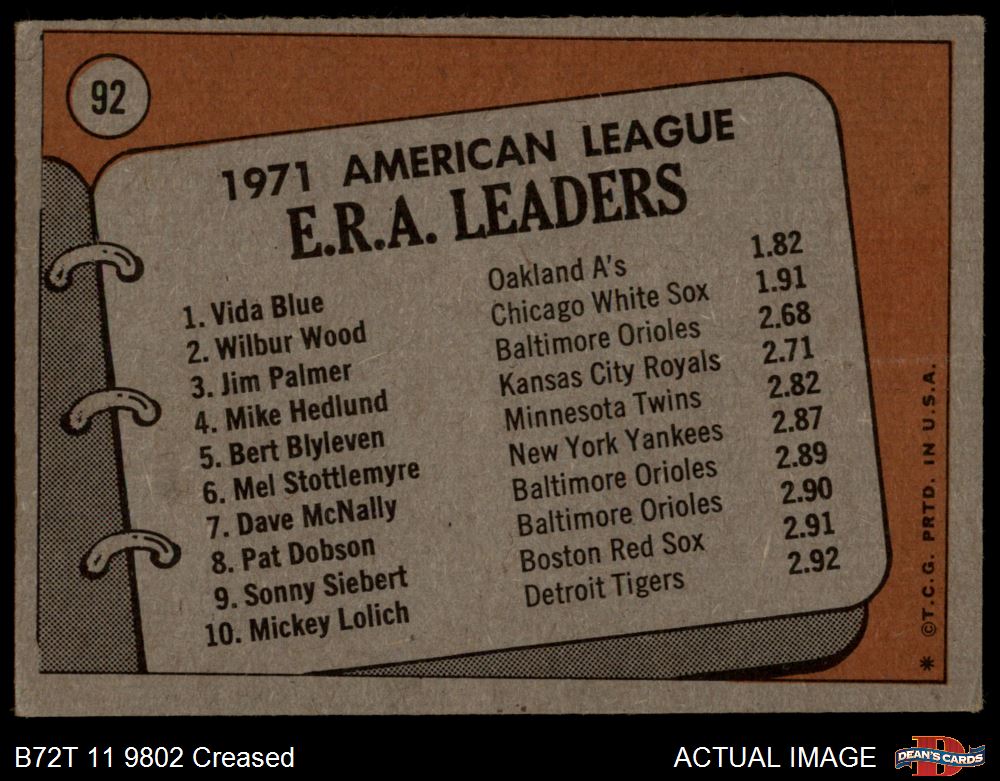 92
1971 AMERICAN LEAGUE
E.R.A. LEADERS
1. Vida Blue Oakland A's 1.82
2. Wilbur Wood Chicago White Sox 1.91
3. Jim Palmer Baltimore Orioles 2.68
4. Mike Hedlund Kansas City Royals 2.71
5. Bert Blyleven Minnesota Twins 2.82
6. Mel Stottlemyre New York Yankees 2.87
7. Dave McNally Baltimore Orioles 2.89
8. Pat Dobson Baltimore Orioles 2.90
9. Sonny Siebert Boston Red Sox 2.91
10. Mickey Lolich Detroit Tigers 2.92
* ©T.C.G. PRTD. IN U.S.A.
B72T 11 9802 Creased
ACTUAL IMAGE
D
DEAN'S CARDS